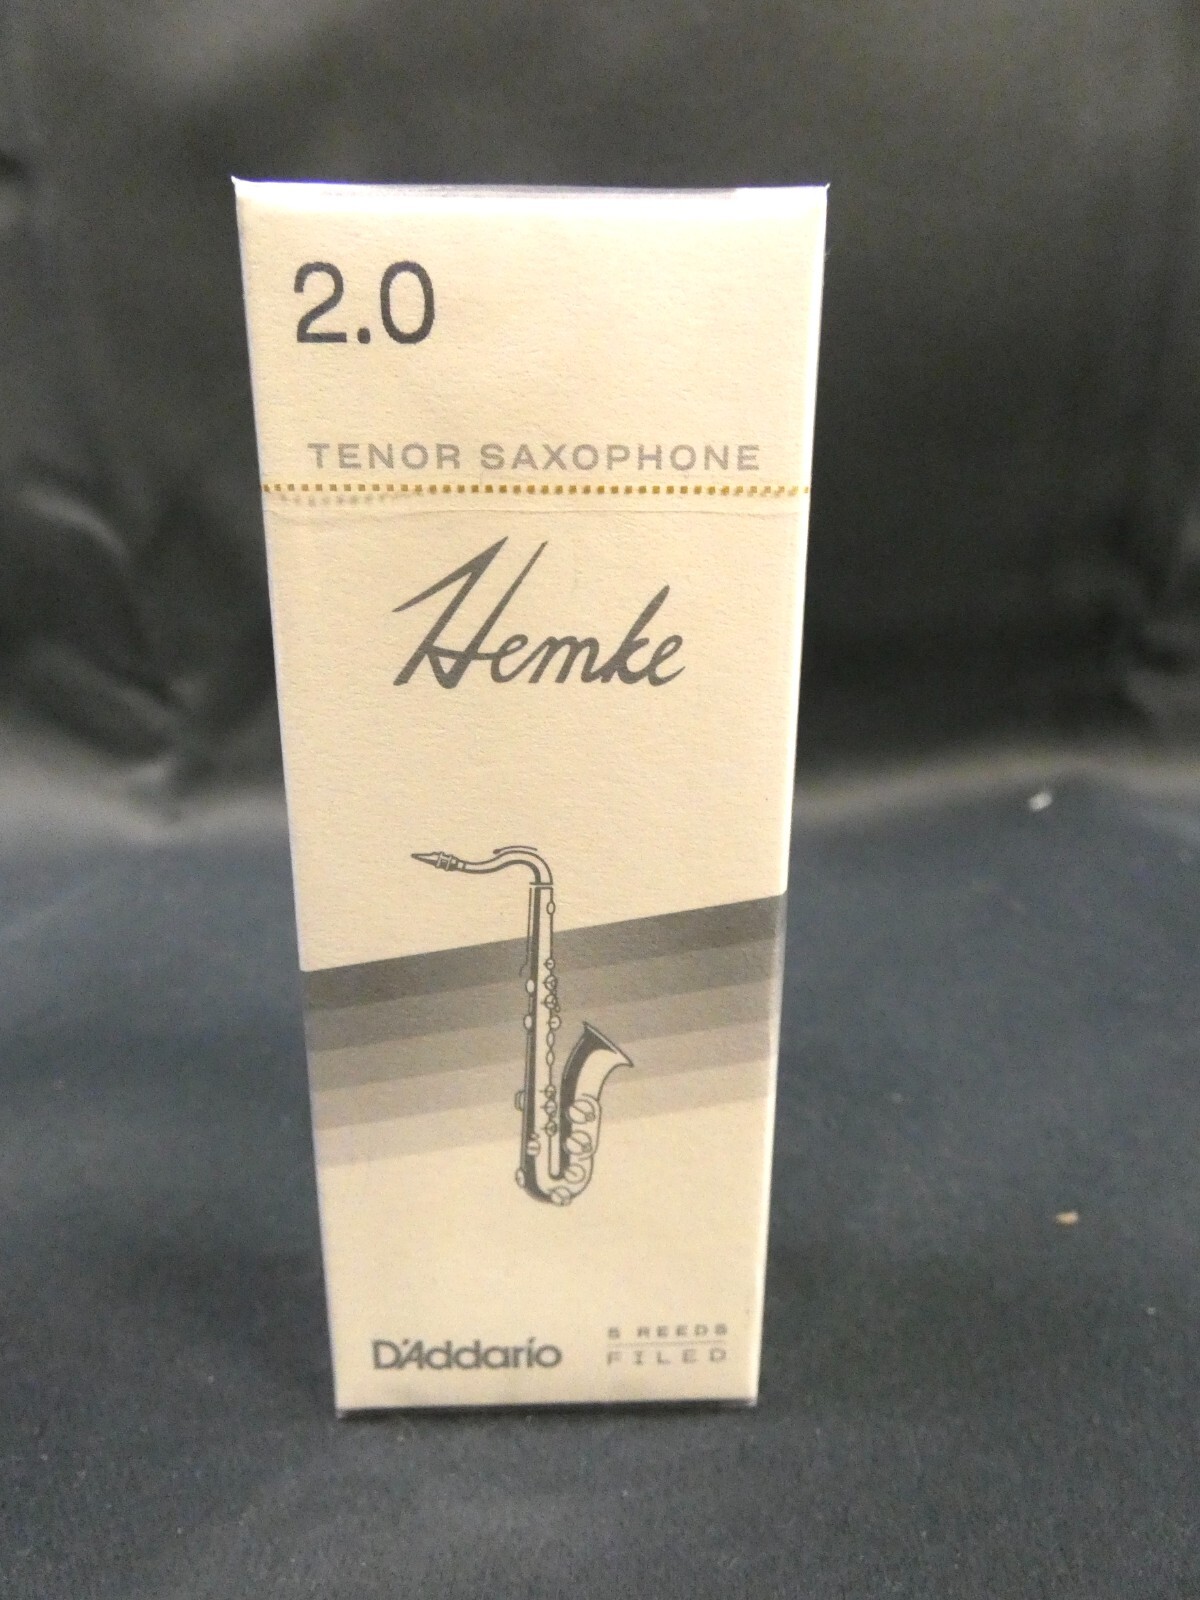 2.0
TENOR SAXOPHONE
Hemke
D'Addario
5 REEDS
FILED